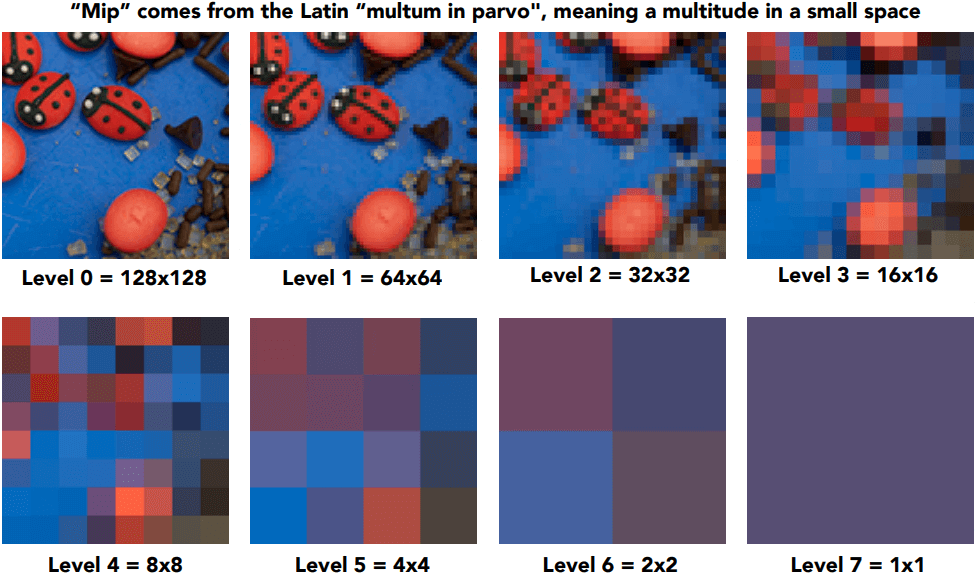 “Mip” comes from the Latin “multum in parvo", meaning a multitude in a small space
Level 0 = 128x128
Level 1 = 64x64
Level 2 = 32x32
Level 3 = 16x16
Level 4 = 8x8
Level 5 = 4x4
Level 6 = 2x2
Level 7 = 1x1